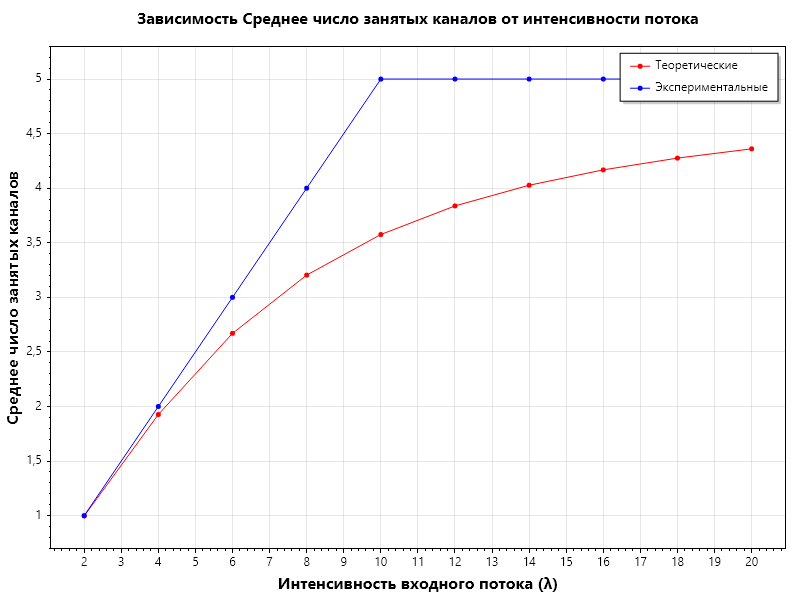 Зависимость Среднее число занятых каналов от интенсивности потока
Теоретические
Экспериментальные
Среднее число занятых каналов
5
4,5
4
3,5
3
2,5
2
1,5
1
2 3 4 5 6 7 8 9 10 11 12 13 14 15 16 17 18 19 20
Интенсивность входного потока (λ)